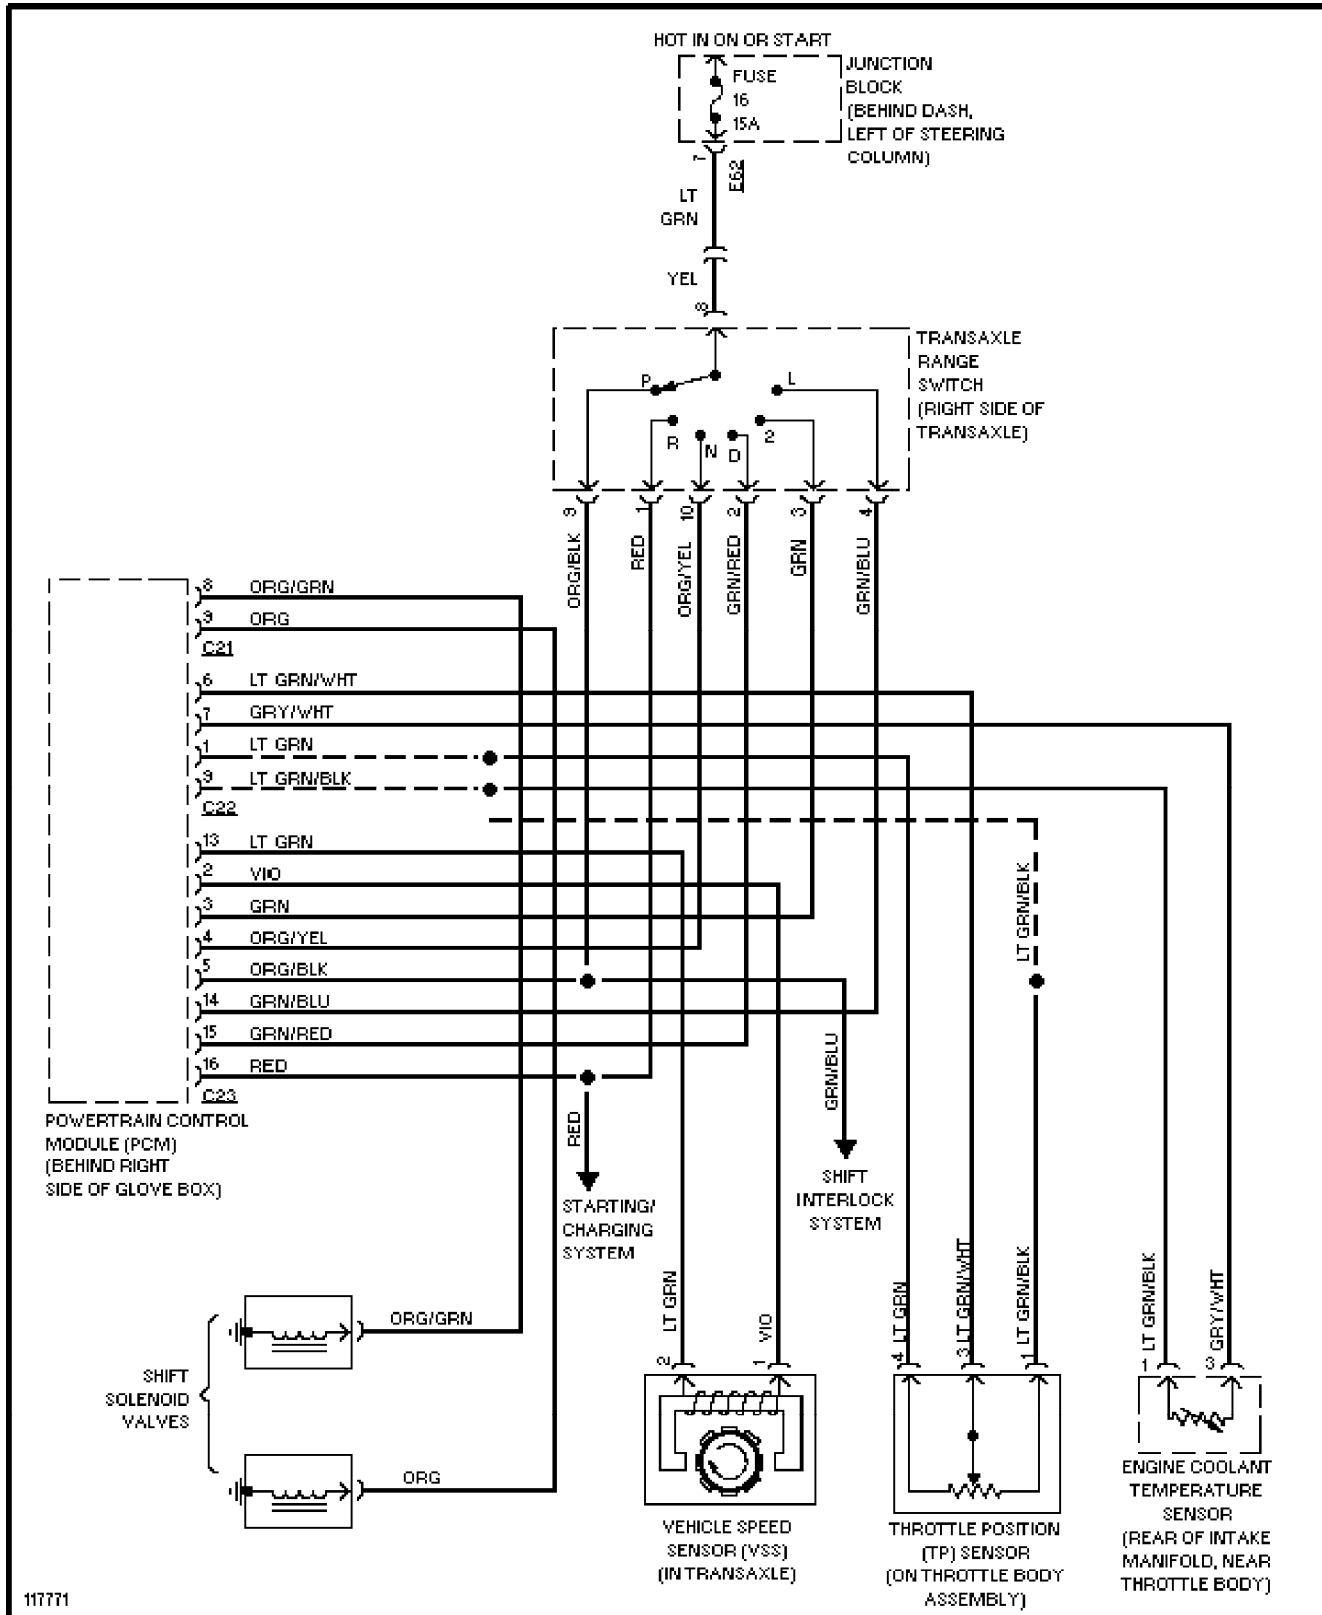 HOT IN ON OR START
FUSE
16
15A
JUNCTION
BLOCK
(BEHIND DASH,
LEFT OF STEERING
COLUMN)
7
E62
LT
GRN
YEL
8
TRANSAXLE
RANGE
SWITCH
(RIGHT SIDE OF
TRANSAXLE)
P
R
N
D
2
L
9
1
10
2
3
4
ORG/BLK
RED
ORG/YEL
GRN/RED
GRN
GRN/BLU
8 ORG/GRN
9 ORG
C21
6 LT GRN/WHT
7 GRY/WHT
1 LT GRN
9 LT GRN/BLK
C22
13 LT GRN
2 VIO
3 GRN
4 ORG/YEL
5 ORG/BLK
14 GRN/BLU
15 GRN/RED
16 RED
C23
POWERTRAIN CONTROL
MODULE (PCM)
(BEHIND RIGHT
SIDE OF GLOVE BOX)
LT GRN/BLK
RED
STARTING/
CHARGING
SYSTEM
GRN/BLU
SHIFT
INTERLOCK
SYSTEM
SHIFT
SOLENOID
VALVES
ORG/GRN
ORG
2 LT GRN
1 VIO
VEHICLE SPEED
SENSOR (VSS)
(IN TRANSAXLE)
4 LT GRN
3 LT GRN/WHT
1 LT GRN/BLK
THROTTLE POSITION
(TP) SENSOR
(ON THROTTLE BODY
ASSEMBLY)
1 LT GRN/BLK
3 GRY/WHT
ENGINE COOLANT
TEMPERATURE
SENSOR
(REAR OF INTAKE
MANIFOLD, NEAR
THROTTLE BODY)
117771